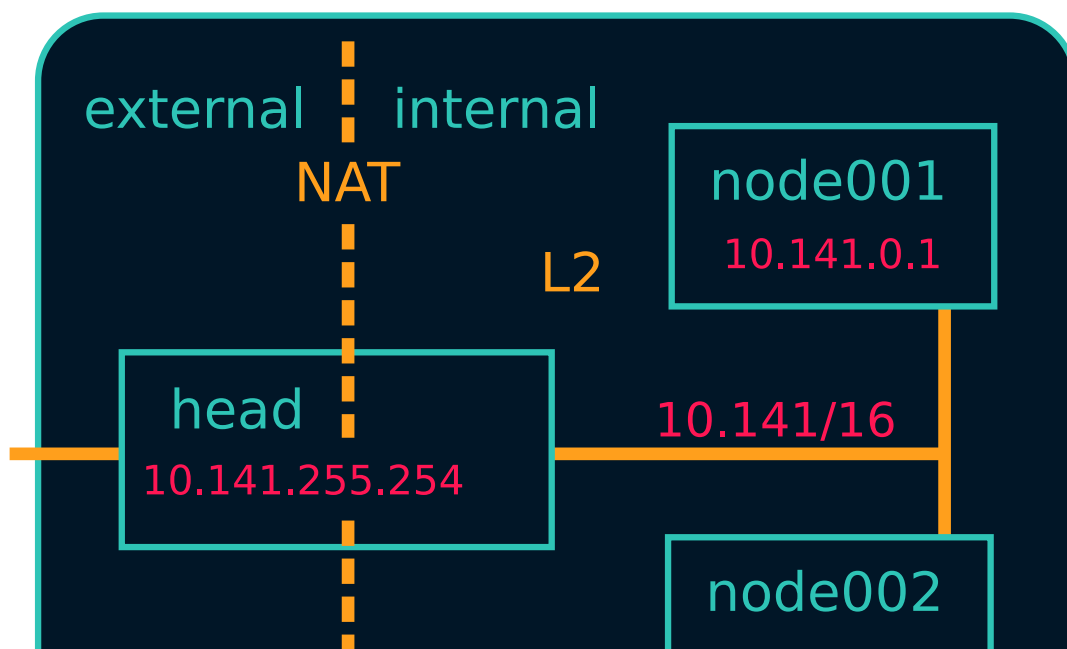 external
internal
NAT
node001
10.141.0.1
L2
head
10.141.255.254
10.141/16
node002